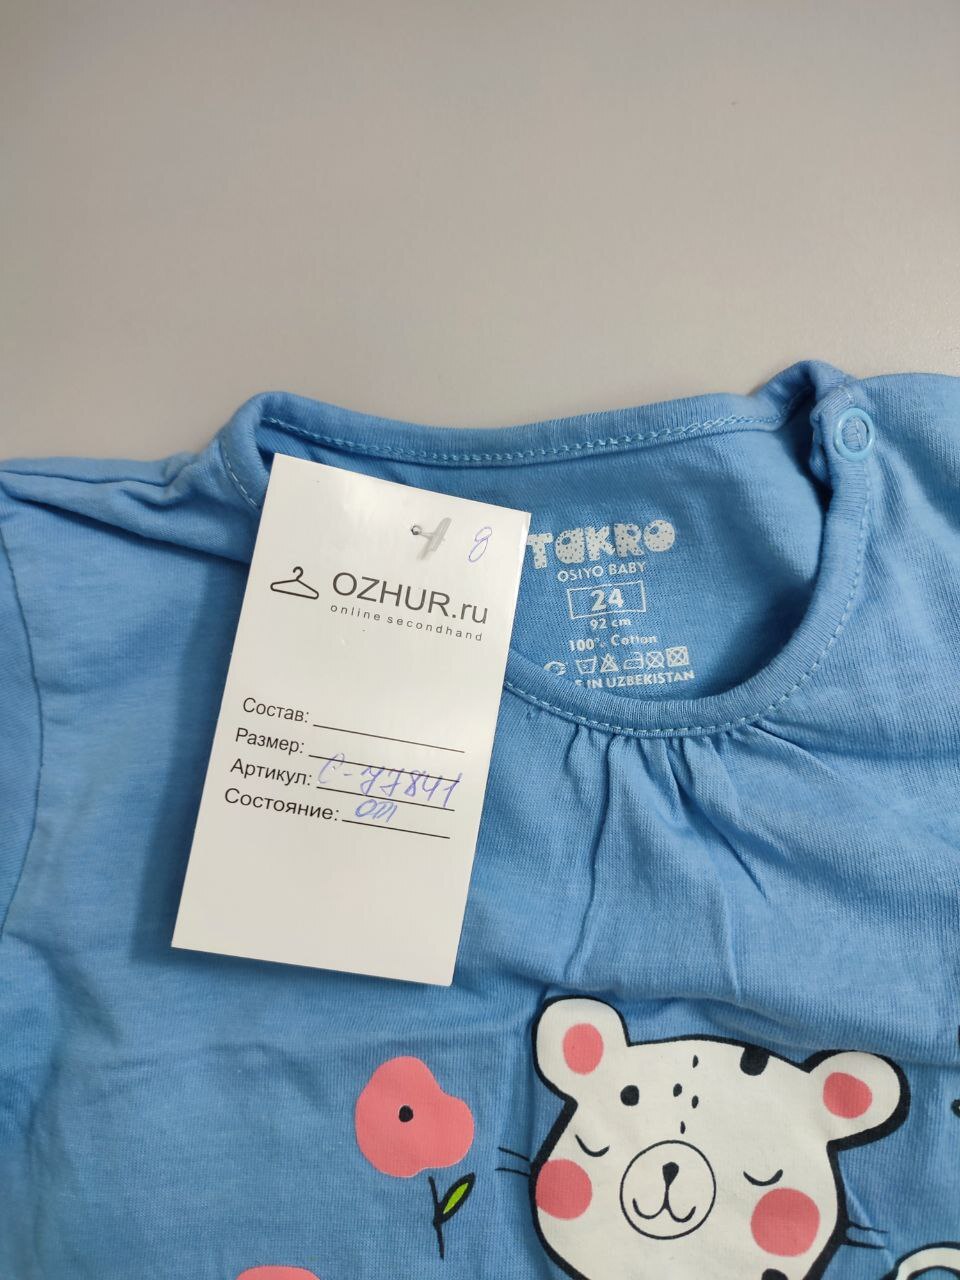 8
OZHUR.ru
online secondhand
Состав:
Размер:
Артикул: С-77841
Состояние: от
TAKRO
OSIYO BABY
24
92 cm
100% Cotton
IN UZBEKISTAN